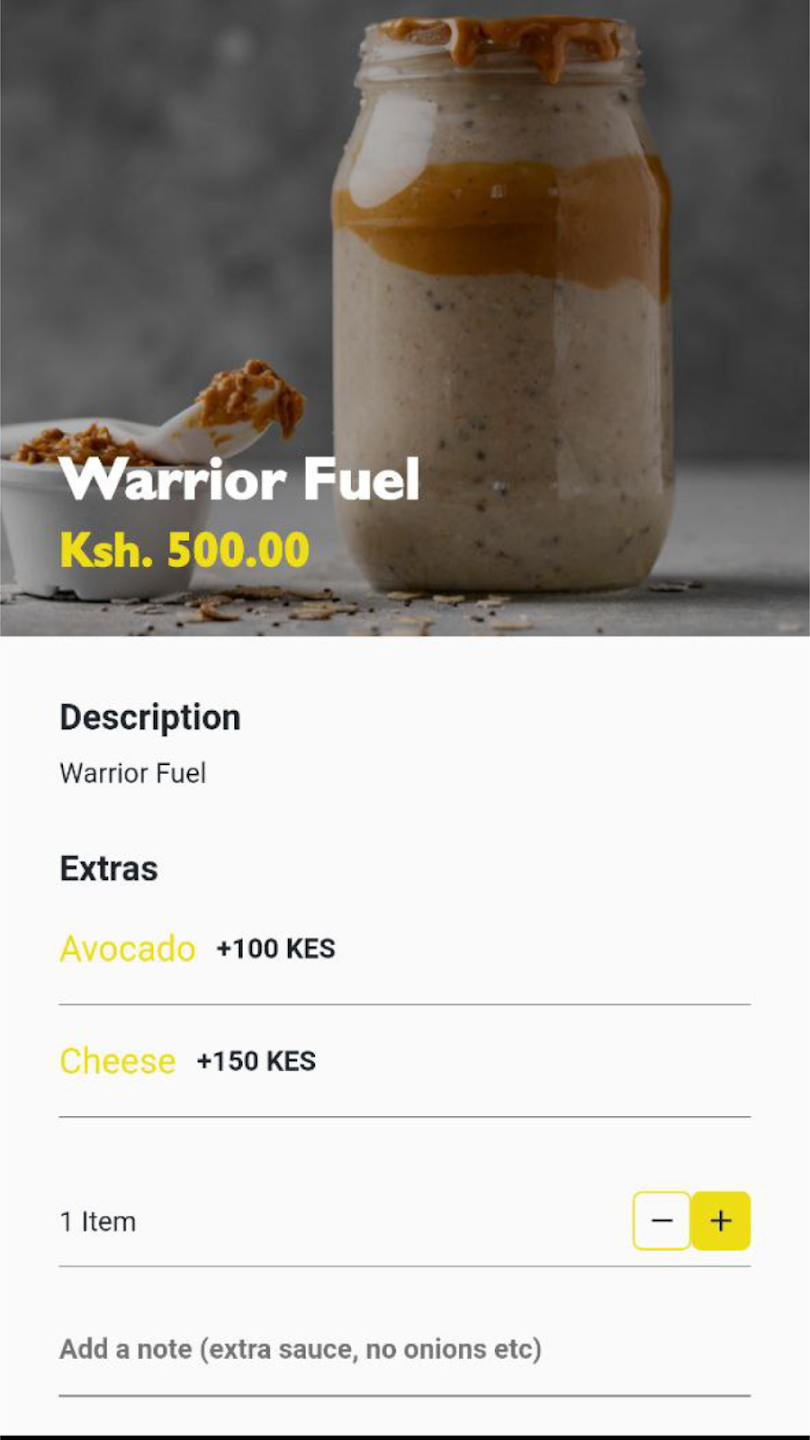 Warrior Fuel
Ksh. 500.00
Description
Warrior Fuel
Extras
Avocado +100 KES
Cheese +150 KES
1 Item − +
Add a note (extra sauce, no onions etc)